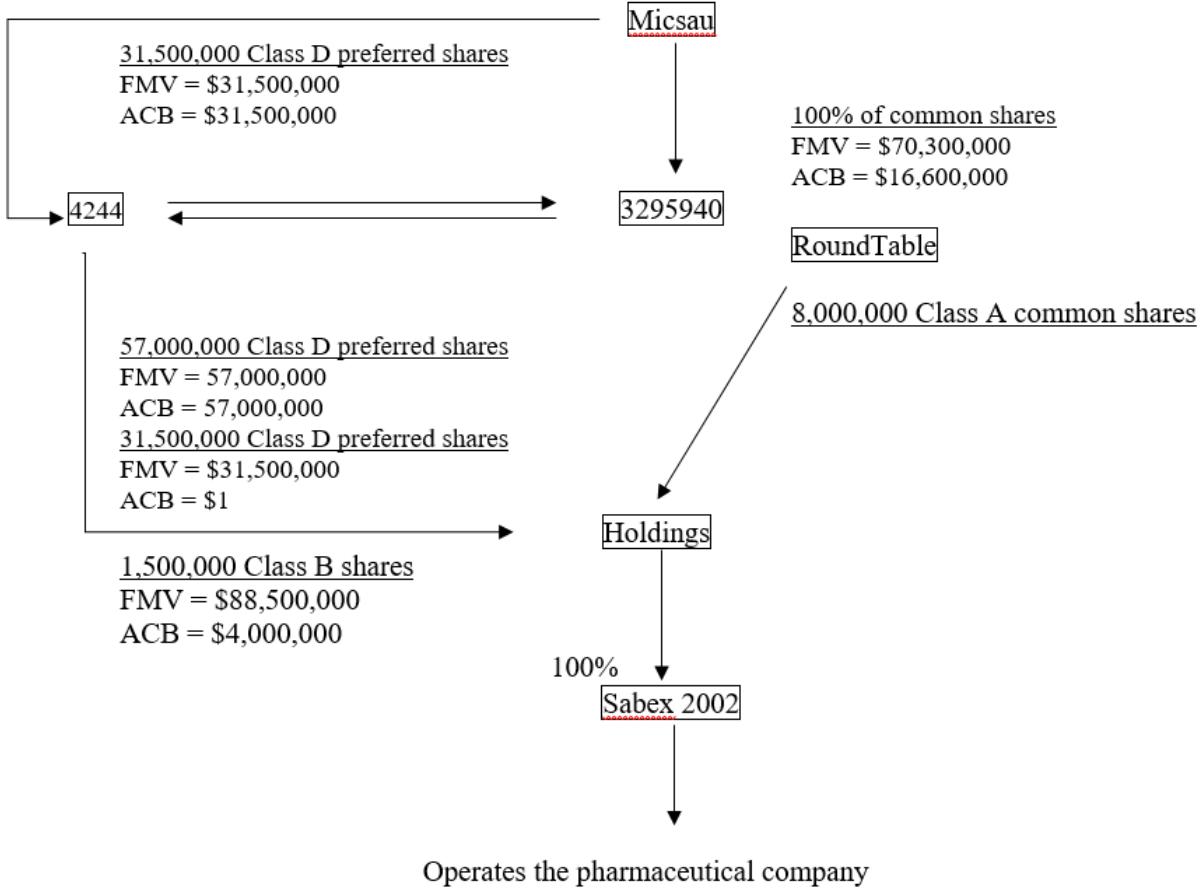 Micsau
31,500,000 Class D preferred shares
FMV = $31,500,000
ACB = $31,500,000
100% of common shares
FMV = $70,300,000
ACB = $16,600,000
4244
3295940
RoundTable
8,000,000 Class A common shares
57,000,000 Class D preferred shares
FMV = 57,000,000
ACB = 57,000,000
31,500,000 Class D preferred shares
FMV = $31,500,000
ACB = $1
Holdings
1,500,000 Class B shares
FMV = $88,500,000
ACB = $4,000,000
100%
Sabex 2002
Operates the pharmaceutical company